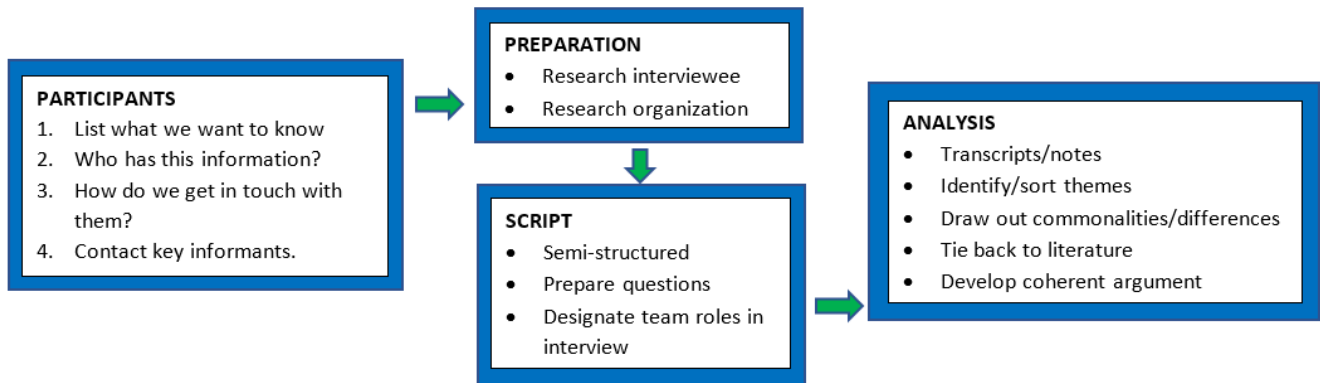 PARTICIPANTS
1. List what we want to know
2. Who has this information?
3. How do we get in touch with
them?
4. Contact key informants.
PREPARATION
• Research interviewee
• Research organization
SCRIPT
• Semi-structured
• Prepare questions
• Designate team roles in
interview
ANALYSIS
• Transcripts/notes
• Identify/sort themes
• Draw out commonalities/differences
• Tie back to literature
• Develop coherent argument